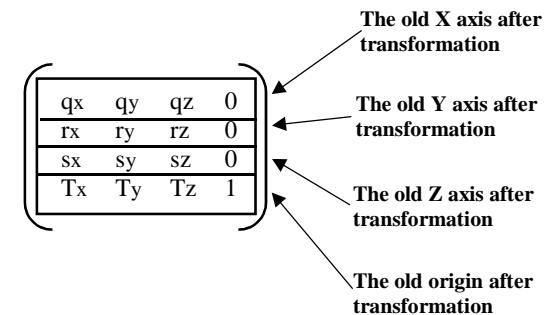 The old X axis after
transformation
qx qy qz 0
The old Y axis after
transformation
rx ry rz 0
sx sy sz 0
Tx Ty Tz 1
The old Z axis after
transformation
The old origin after
transformation